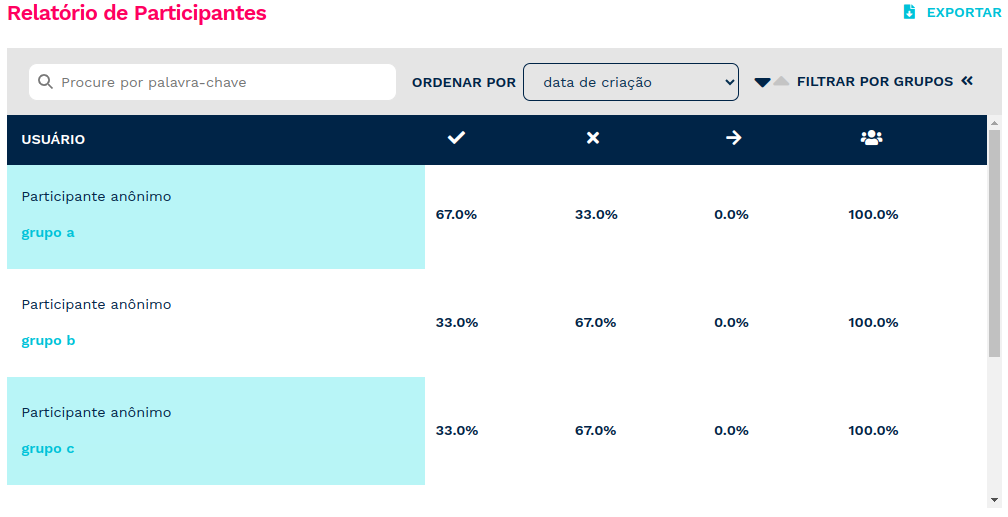 Relatório de Participantes
EXPORTAR
Procure por palavra-chave
ORDENAR POR
data de criação
FILTRAR POR GRUPOS
USUÁRIO
Participante anônimo
grupo a
67.0% 33.0% 0.0% 100.0%
Participante anônimo
grupo b
33.0% 67.0% 0.0% 100.0%
Participante anônimo
grupo c
33.0% 67.0% 0.0% 100.0%